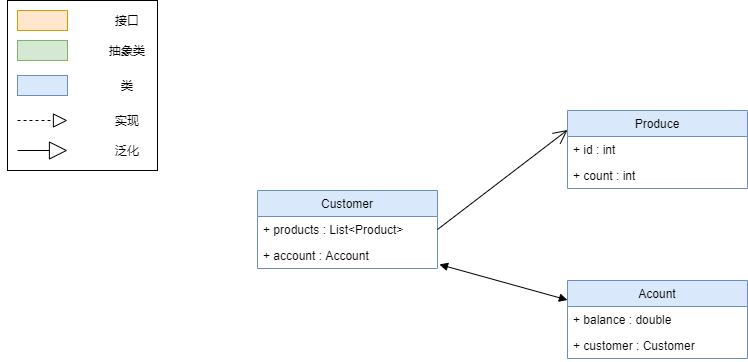 接口
抽象类
类
实现
泛化
Produce
+ id : int
+ count : int
Customer
+ products : List<Product>
+ account : Account
Acount
+ balance : double
+ customer : Customer